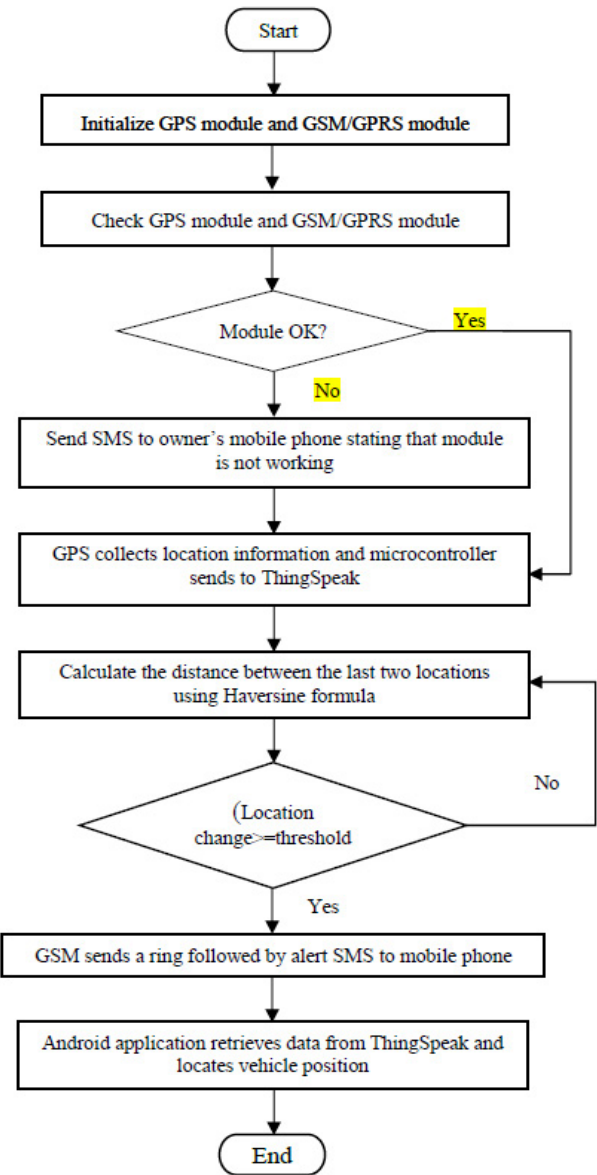 Start
Initialize GPS module and GSM/GPRS module
Check GPS module and GSM/GPRS module
Module OK?
Yes
No
Send SMS to owner’s mobile phone stating that module
is not working
GPS collects location information and microcontroller
sends to ThingSpeak
Calculate the distance between the last two locations
using Haversine formula
No
(Location
change>=threshold
Yes
GSM sends a ring followed by alert SMS to mobile phone
Android application retrieves data from ThingSpeak and
locates vehicle position
End